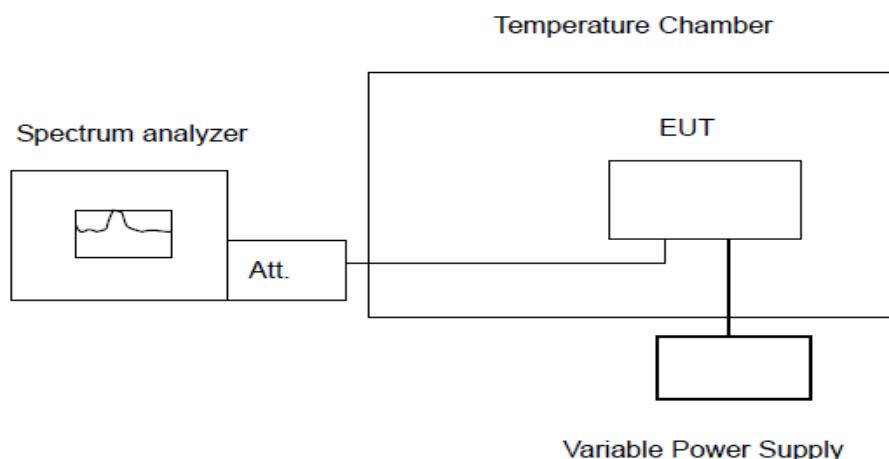 Temperature Chamber
Spectrum analyzer
EUT
Att.
Variable Power Supply